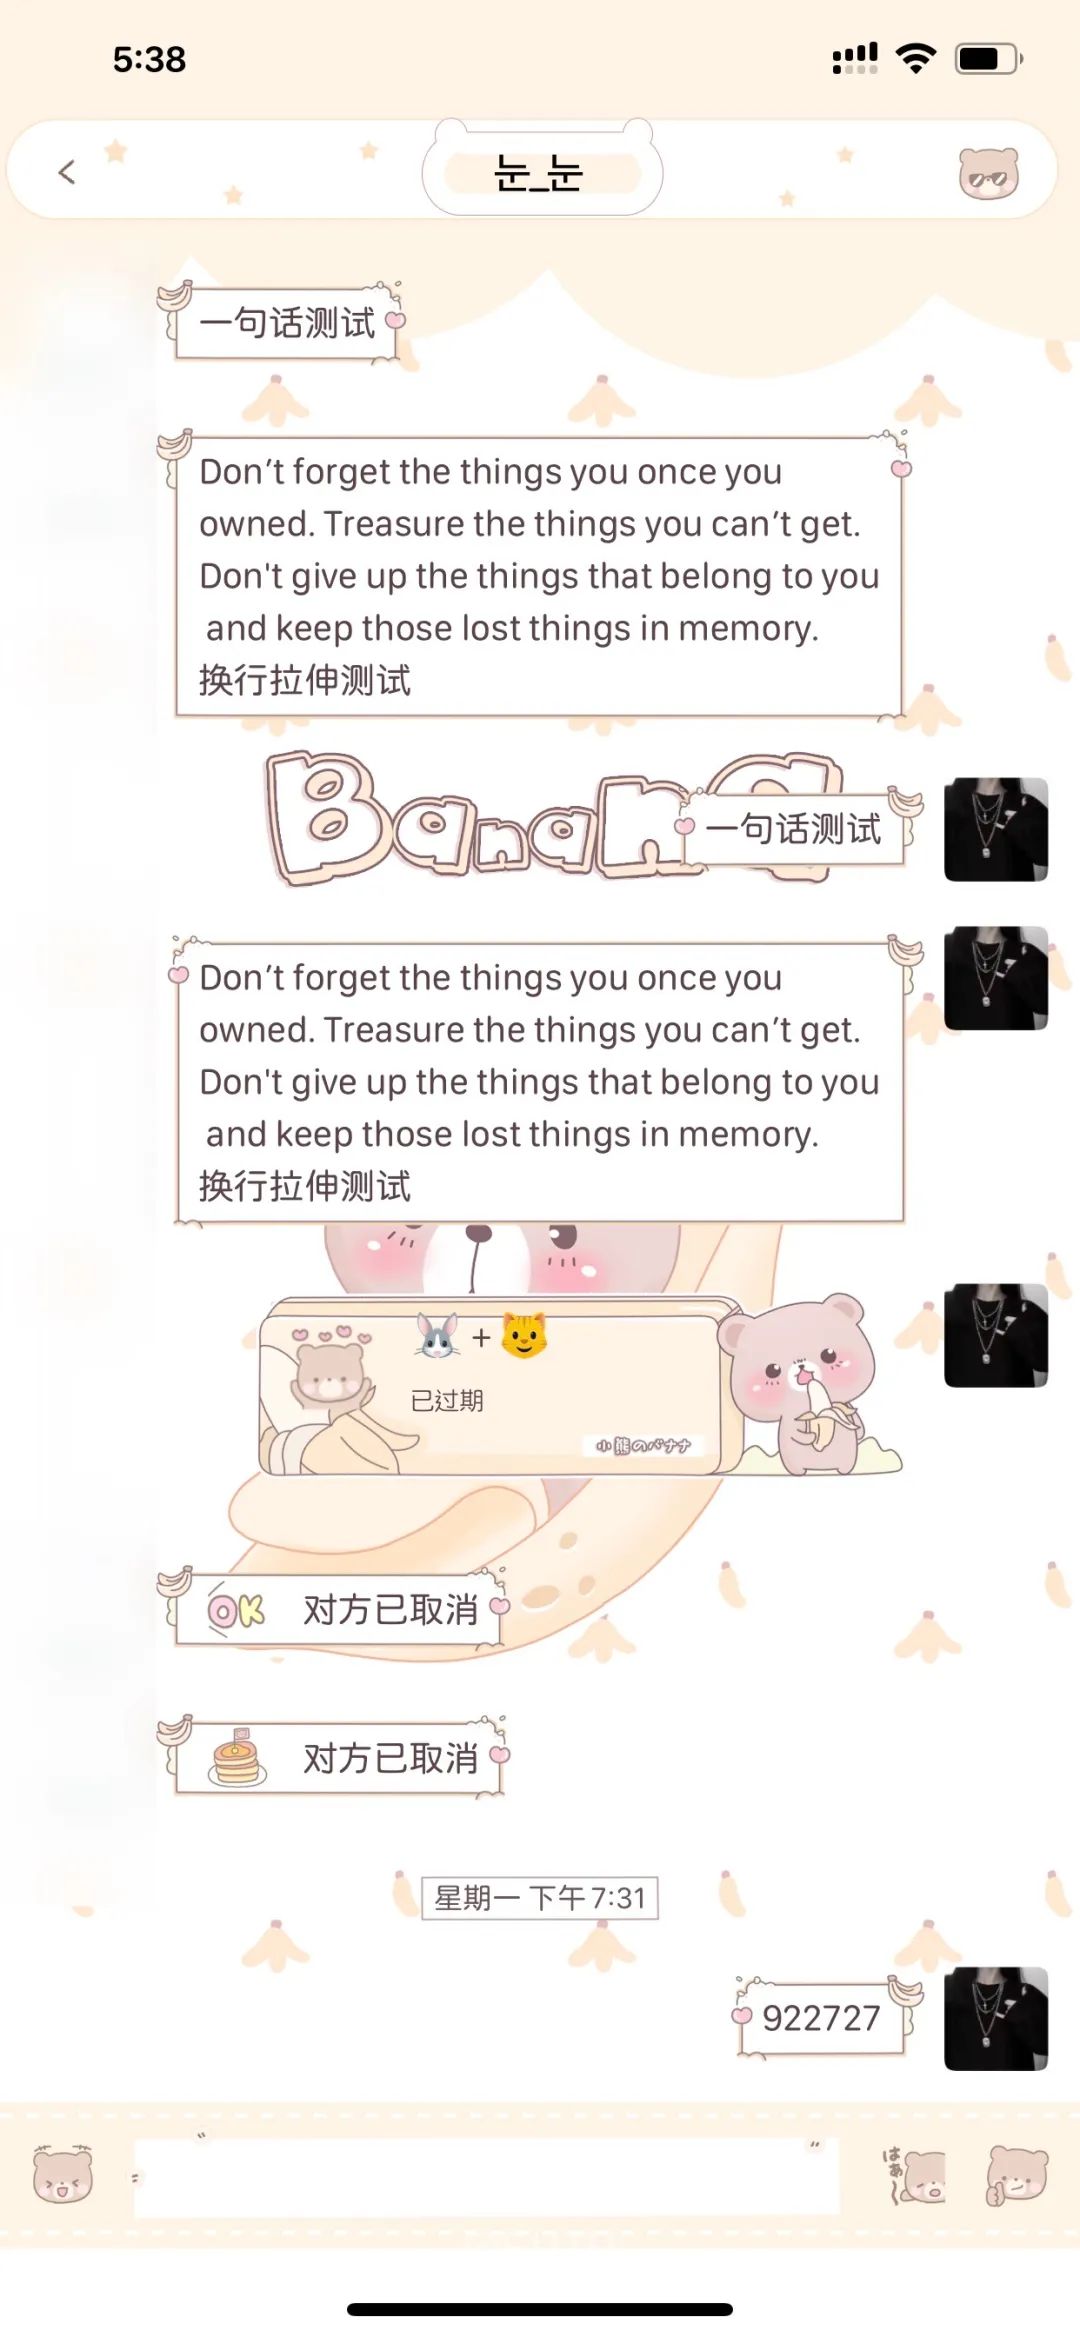 5:38
눈_눈
一句话测试
Don’t forget the things you once you
owned. Treasure the things you can’t get.
Don't give up the things that belong to you
and keep those lost things in memory.
换行拉伸测试
Banana
一句话测试
Don’t forget the things you once you
owned. Treasure the things you can’t get.
Don't give up the things that belong to you
and keep those lost things in memory.
换行拉伸测试
🐰+😺
已过期
小熊のバナナ
OK 对方已取消
对方已取消
星期一 下午 7:31
922727
はあ~